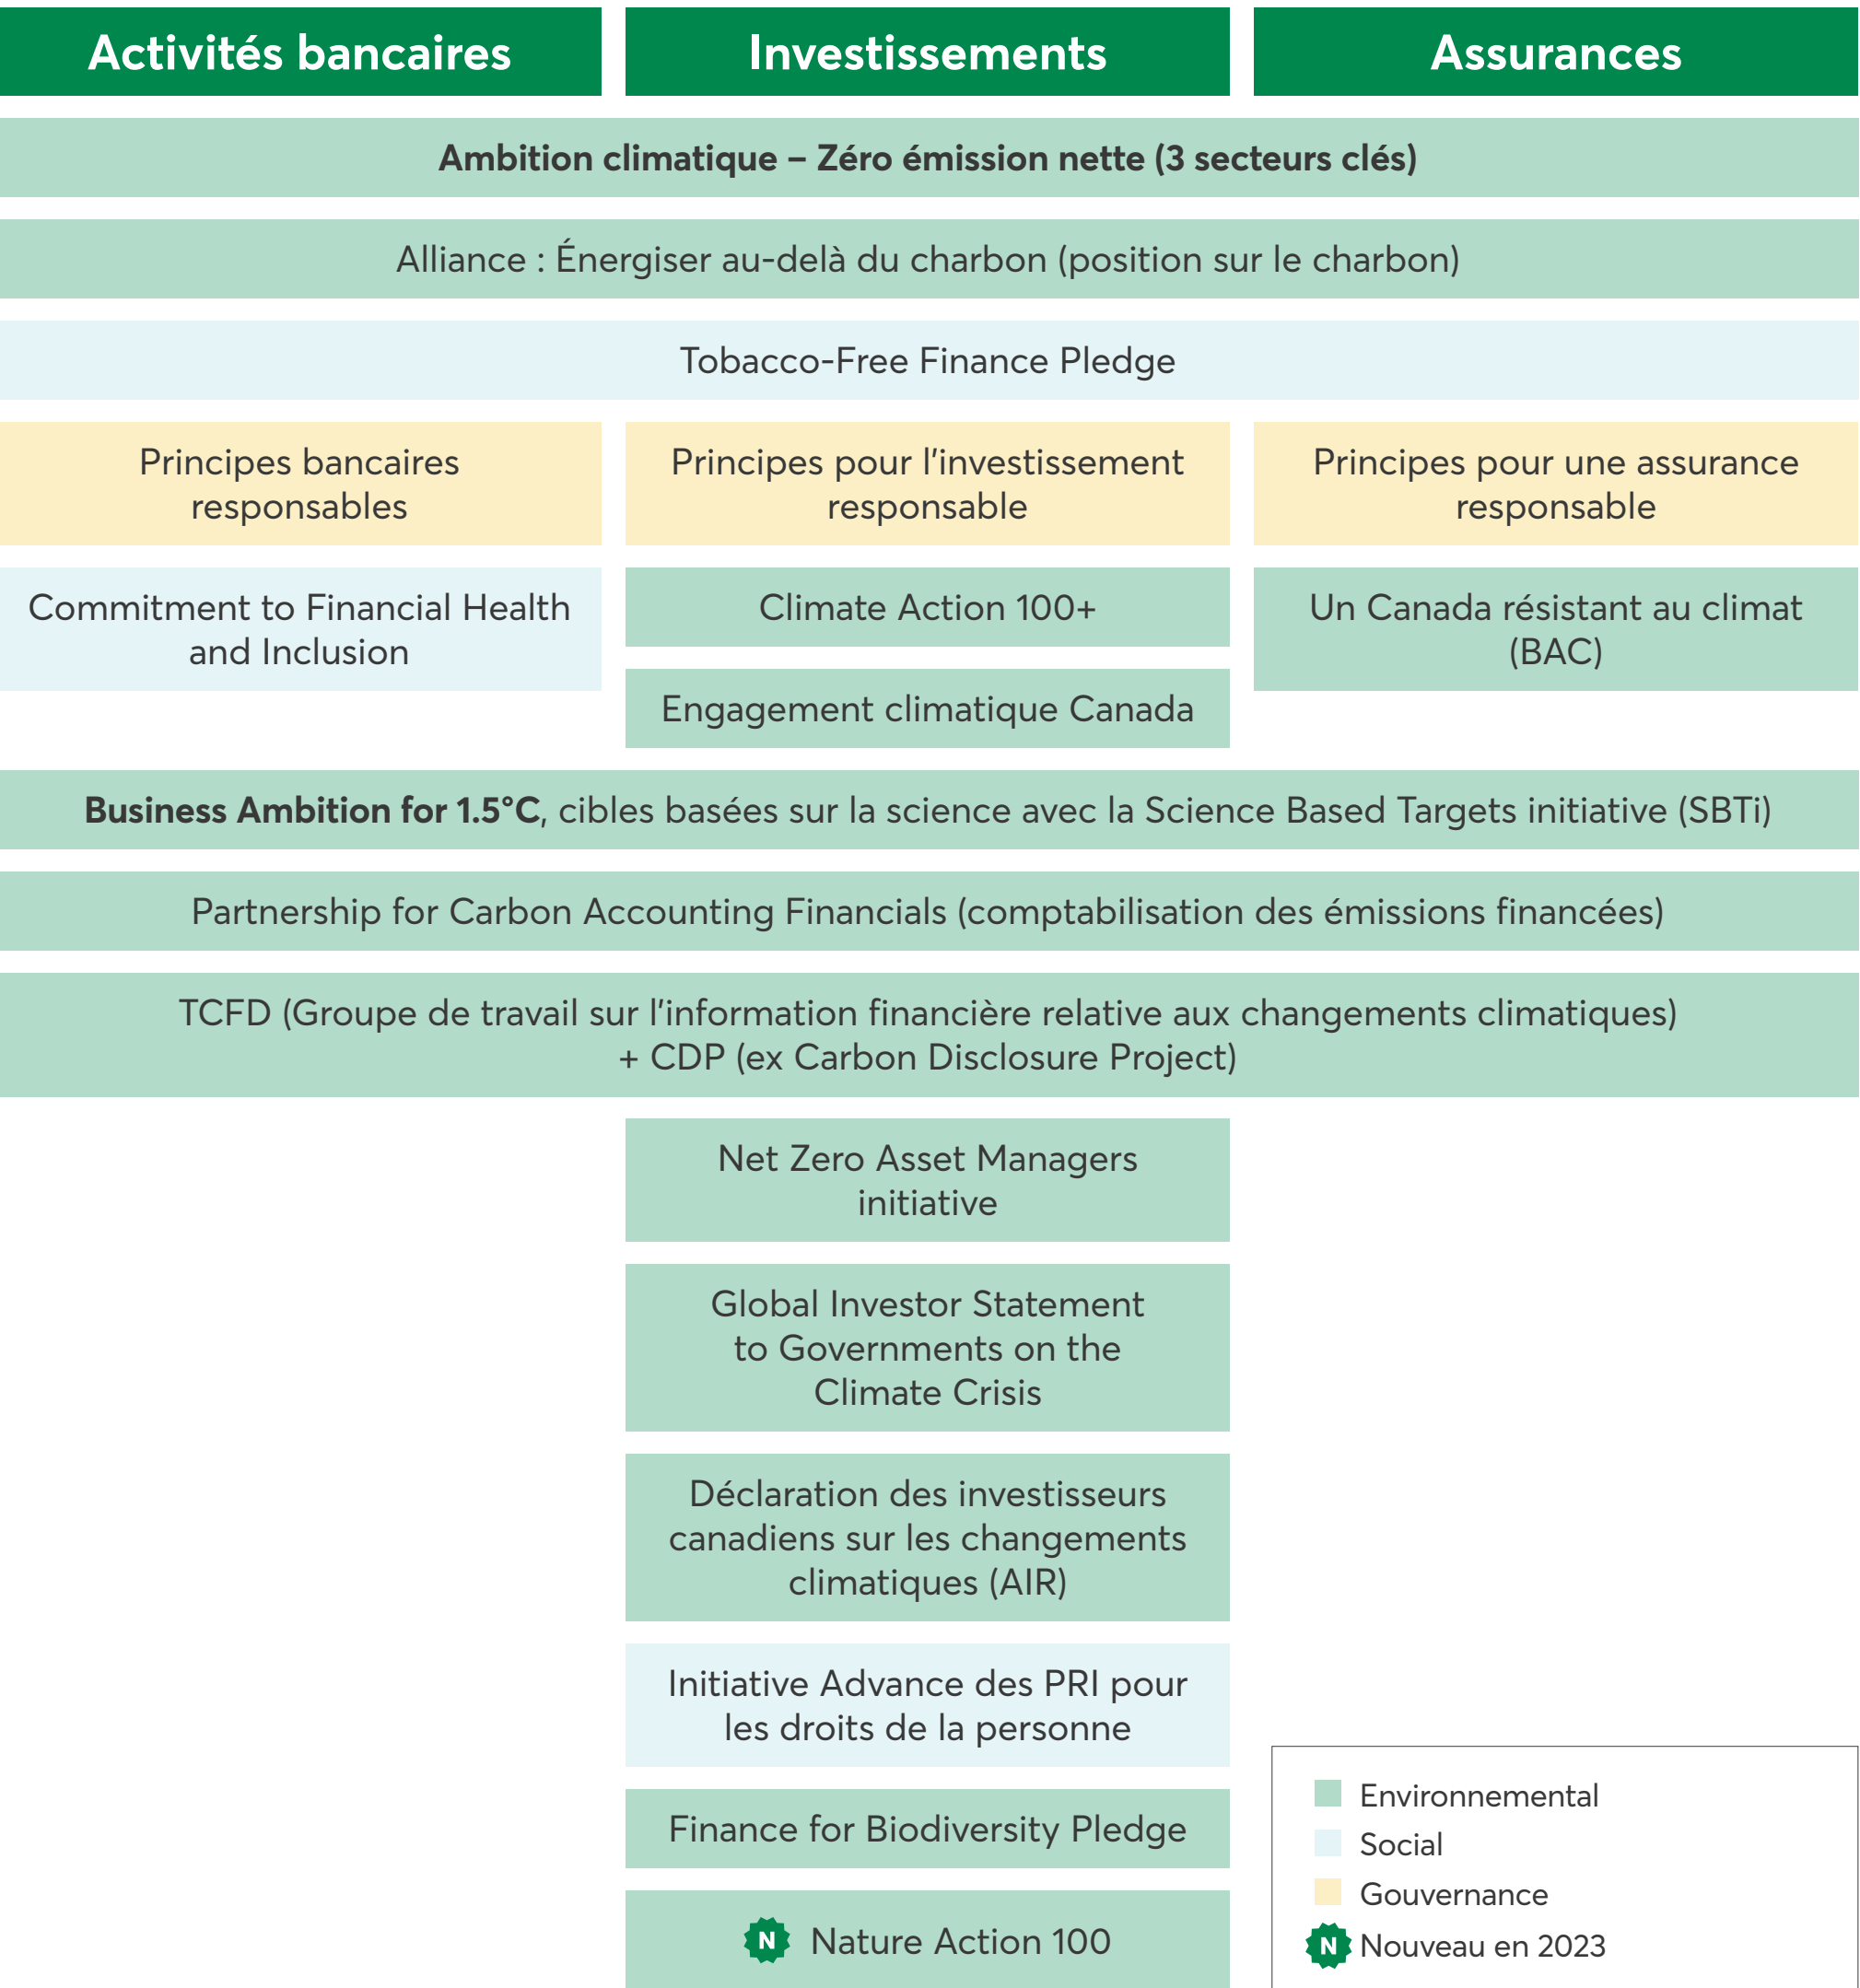 Activités bancaires
Investissements
Assurances
Ambition climatique – Zéro émission nette (3 secteurs clés)
Alliance : Énergiser au-delà du charbon (position sur le charbon)
Tobacco-Free Finance Pledge
Principes bancaires
responsables
Principes pour l'investissement
responsable
Principes pour une assurance
responsable
Commitment to Financial Health
and Inclusion
Climate Action 100+
Un Canada résistant au climat
(BAC)
Engagement climatique Canada
Business Ambition for 1.5°C, cibles basées sur la science avec la Science Based Targets initiative (SBTi)
Partnership for Carbon Accounting Financials (comptabilisation des émissions financées)
TCFD (Groupe de travail sur l'information financière relative aux changements climatiques)
+ CDP (ex Carbon Disclosure Project)
Net Zero Asset Managers
initiative
Global Investor Statement
to Governments on the
Climate Crisis
Déclaration des investisseurs
canadiens sur les changements
climatiques (AIR)
Initiative Advance des PRI pour
les droits de la personne
Finance for Biodiversity Pledge
N Nature Action 100
Environnemental
Social
Gouvernance
N Nouveau en 2023